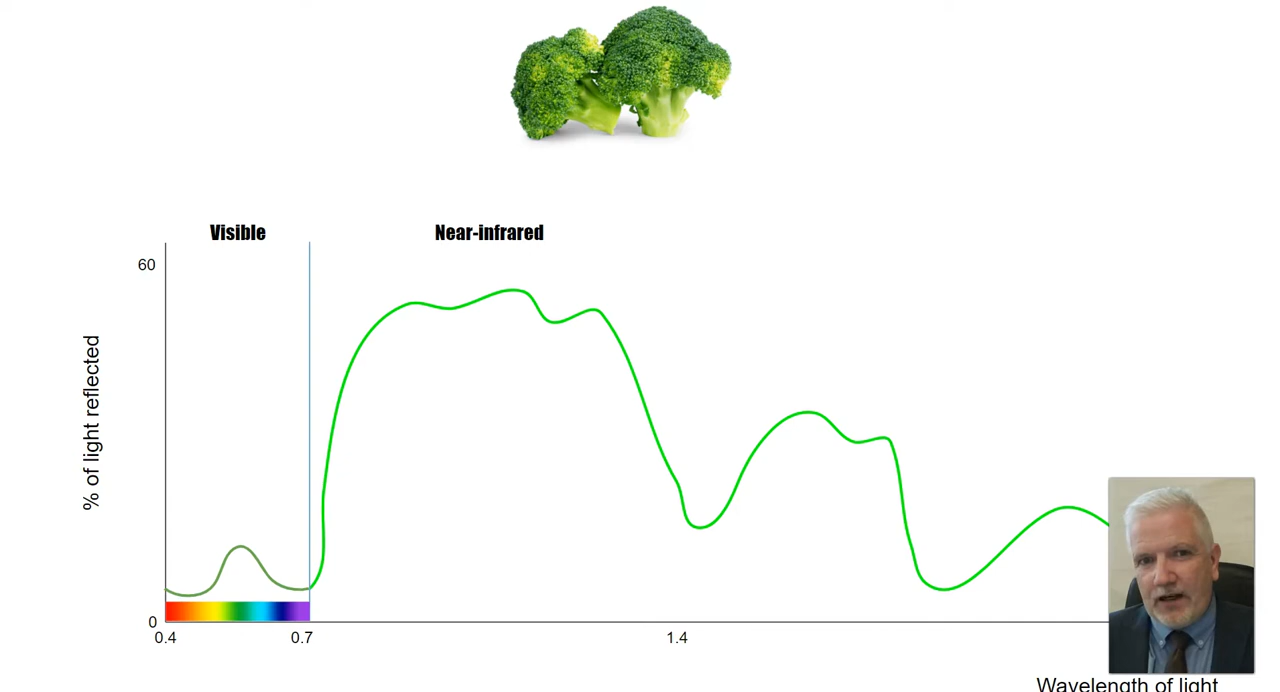 Visible
Near-infrared
60
% of light reflected
0
0.4
0.7
1.4
Wavelength of light